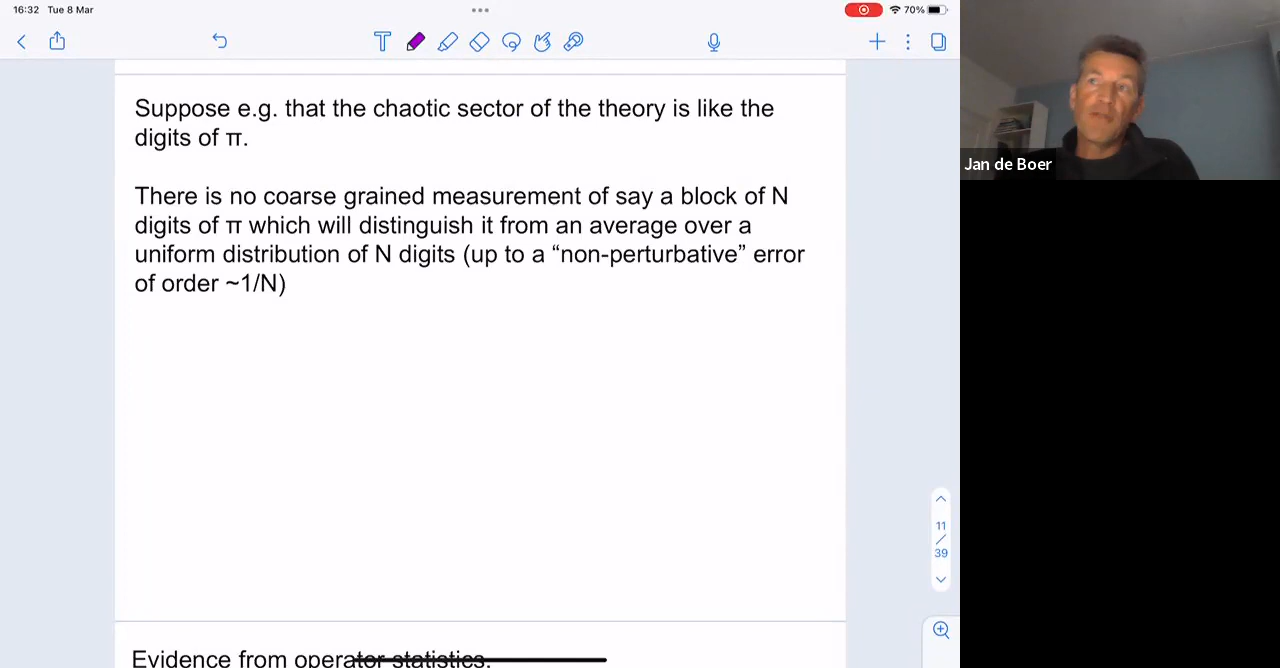 16:32 Tue 8 Mar
70%
Suppose e.g. that the chaotic sector of the theory is like the
digits of π.
There is no coarse grained measurement of say a block of N
digits of π which will distinguish it from an average over a
uniform distribution of N digits (up to a “non-perturbative” error
of order ~1/N)
Jan de Boer
11
39
Evidence from operator statistics.